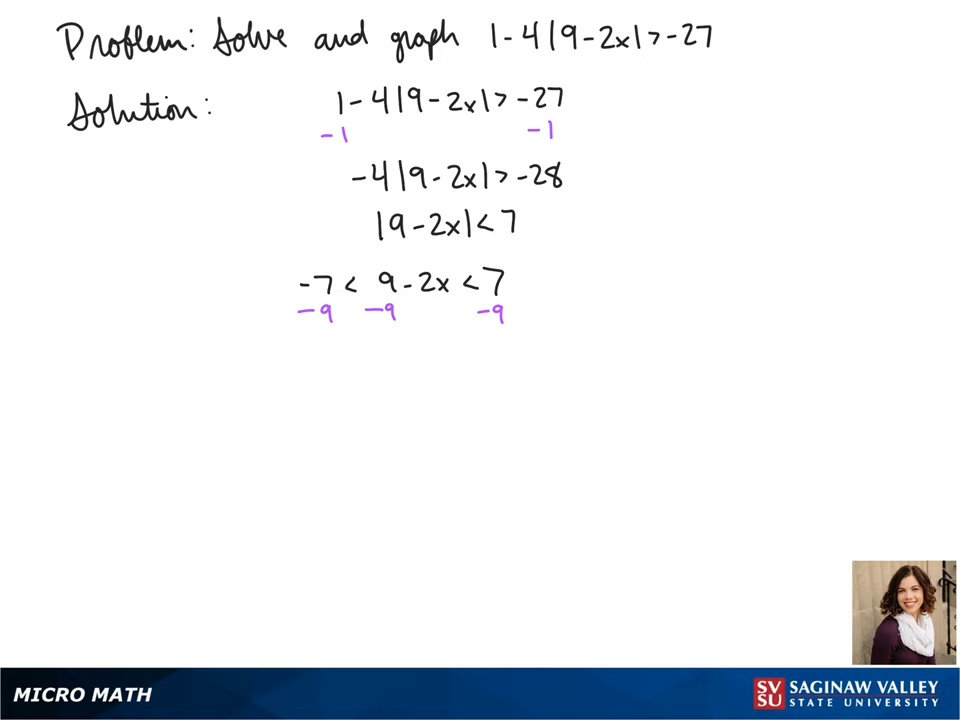 Problem: Solve and graph 1-4|9-2x|>-27
Solution: 1-4|9-2x|>-27
-1 -1
-4|9-2x|>-28
|9-2x|<7
-7 < 9-2x < 7
-9 -9 -9
MICRO MATH
SV SU SAGINAW VALLEY
STATE UNIVERSITY